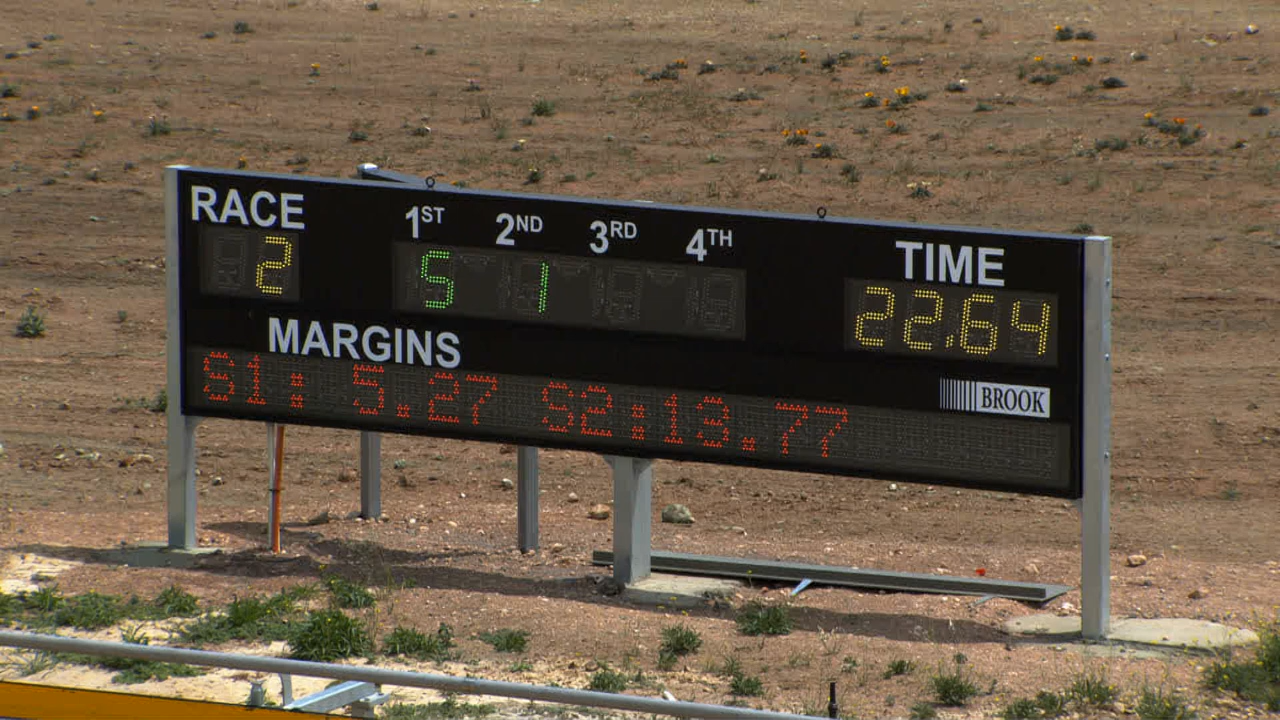 RACE 1ST 2ND 3RD 4TH TIME
2 5 1 22.64
MARGINS
BROOK
S1: 5.27 S2:13.77